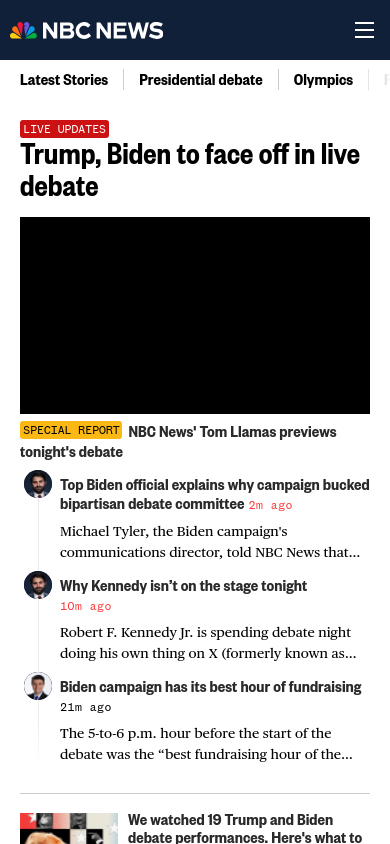 NBC NEWS
Latest Stories
Presidential debate
Olympics
LIVE UPDATES
Trump, Biden to face off in live
debate
SPECIAL REPORT NBC News' Tom Llamas previews
tonight's debate
Top Biden official explains why campaign bucked
bipartisan debate committee 2m ago
Michael Tyler, the Biden campaign's
communications director, told NBC News that...
Why Kennedy isn’t on the stage tonight
10m ago
Robert F. Kennedy Jr. is spending debate night
doing his own thing on X (formerly known as...
Biden campaign has its best hour of fundraising
21m ago
The 5-to-6 p.m. hour before the start of the
debate was the “best fundraising hour of the...
We watched 19 Trump and Biden
debate performances. Here's what to